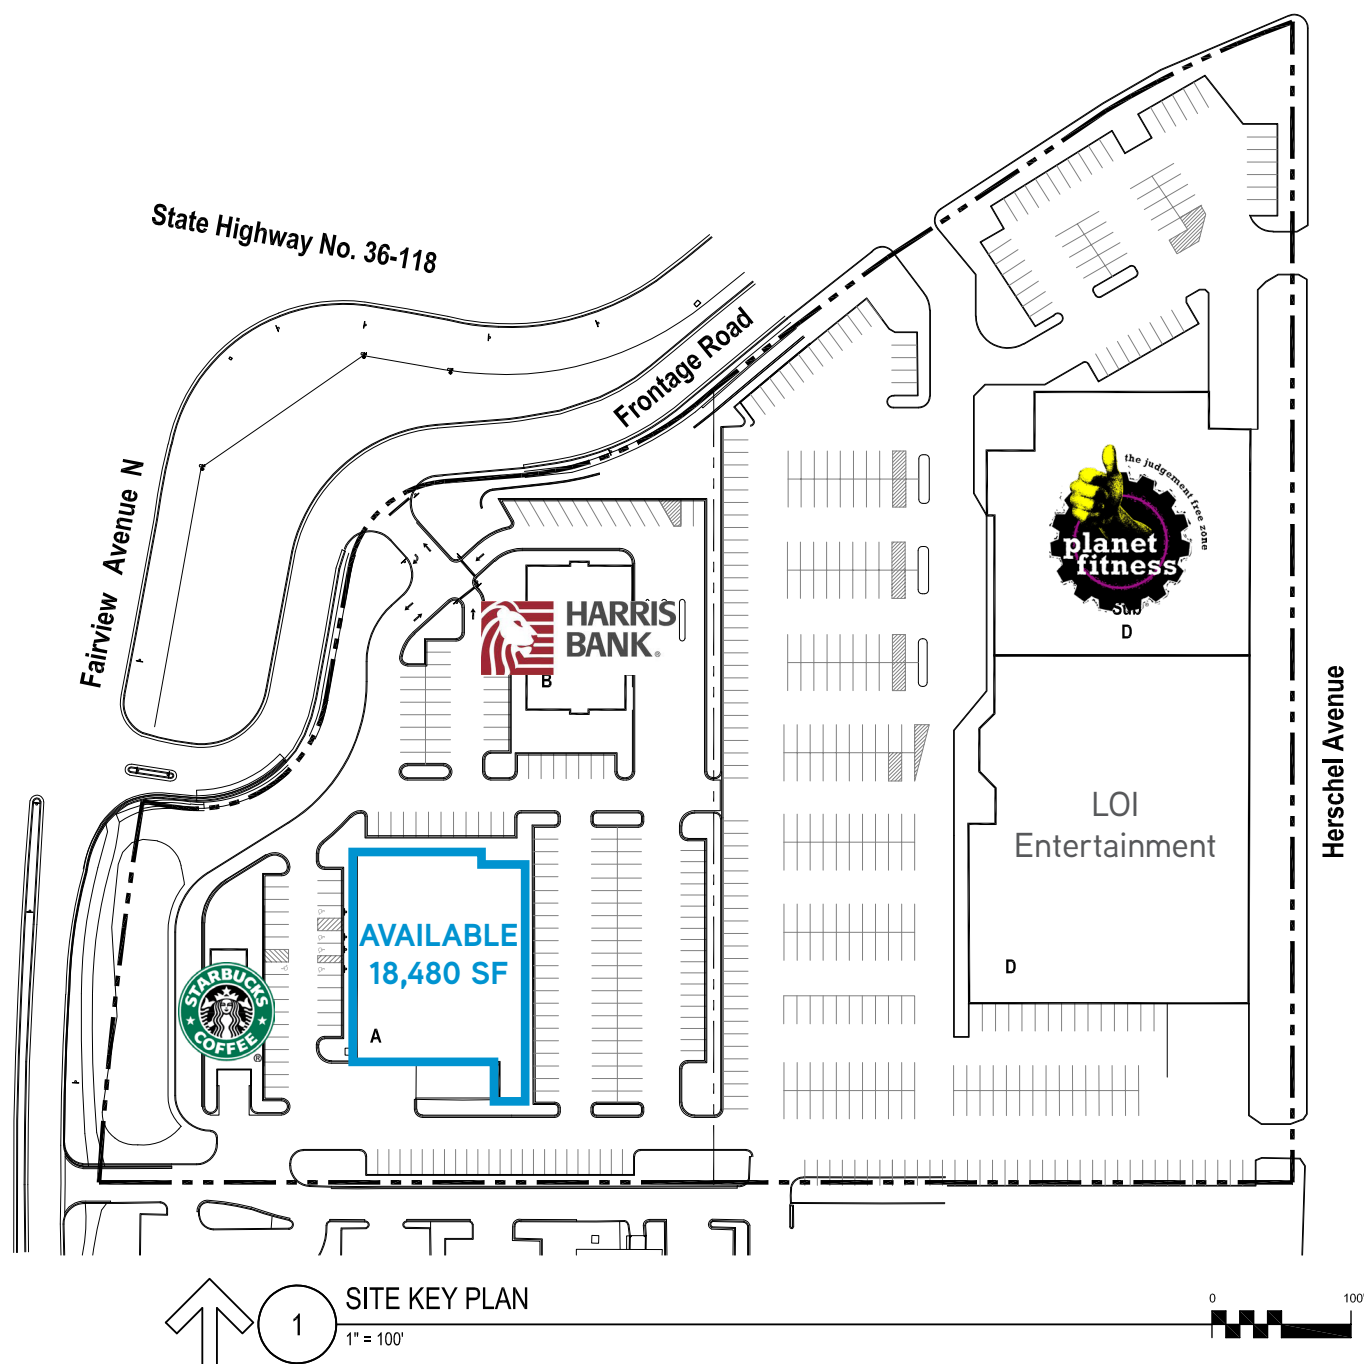 State Highway No. 36-118
Frontage Road
Fairview Avenue N
the judgement free zone
planet
fitness
Sub
D
HARRIS
BANK®
B
Herschel Avenue
LOI
Entertainment
D
AVAILABLE
18,480 SF
A
STARBUCKS
COFFEE
®
SITE KEY PLAN
1
1" = 100'
0
100'